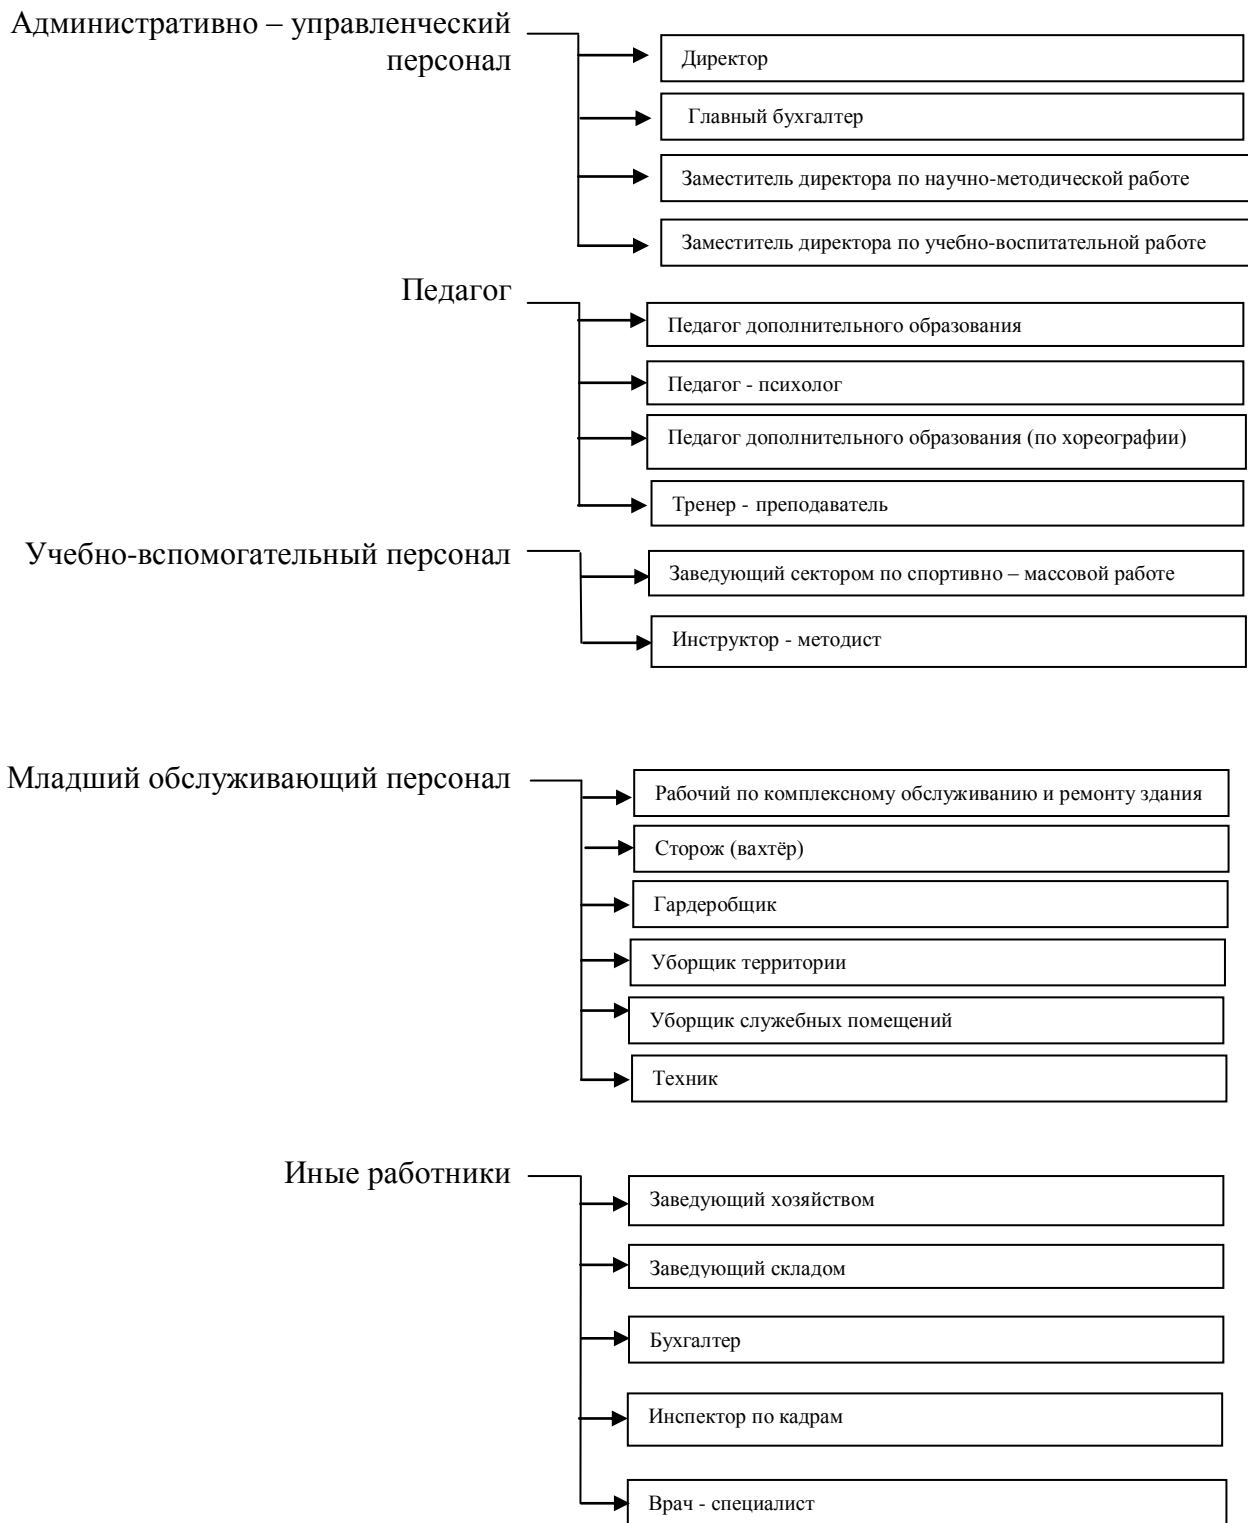 Административно – управленческий
персонал
Директор
Главный бухгалтер
Заместитель директора по научно-методической работе
Заместитель директора по учебно-воспитательной работе
Педагог
Педагог дополнительного образования
Педагог - психолог
Педагог дополнительного образования (по хореографии)
Тренер - преподаватель
Учебно-вспомогательный персонал
Заведующий сектором по спортивно – массовой работе
Инструктор - методист
Младший обслуживающий персонал
Рабочий по комплексному обслуживанию и ремонту здания
Сторож (вахтёр)
Гардеробщик
Уборщик территории
Уборщик служебных помещений
Техник
Иные работники
Заведующий хозяйством
Заведующий складом
Бухгалтер
Инспектор по кадрам
Врач - специалист